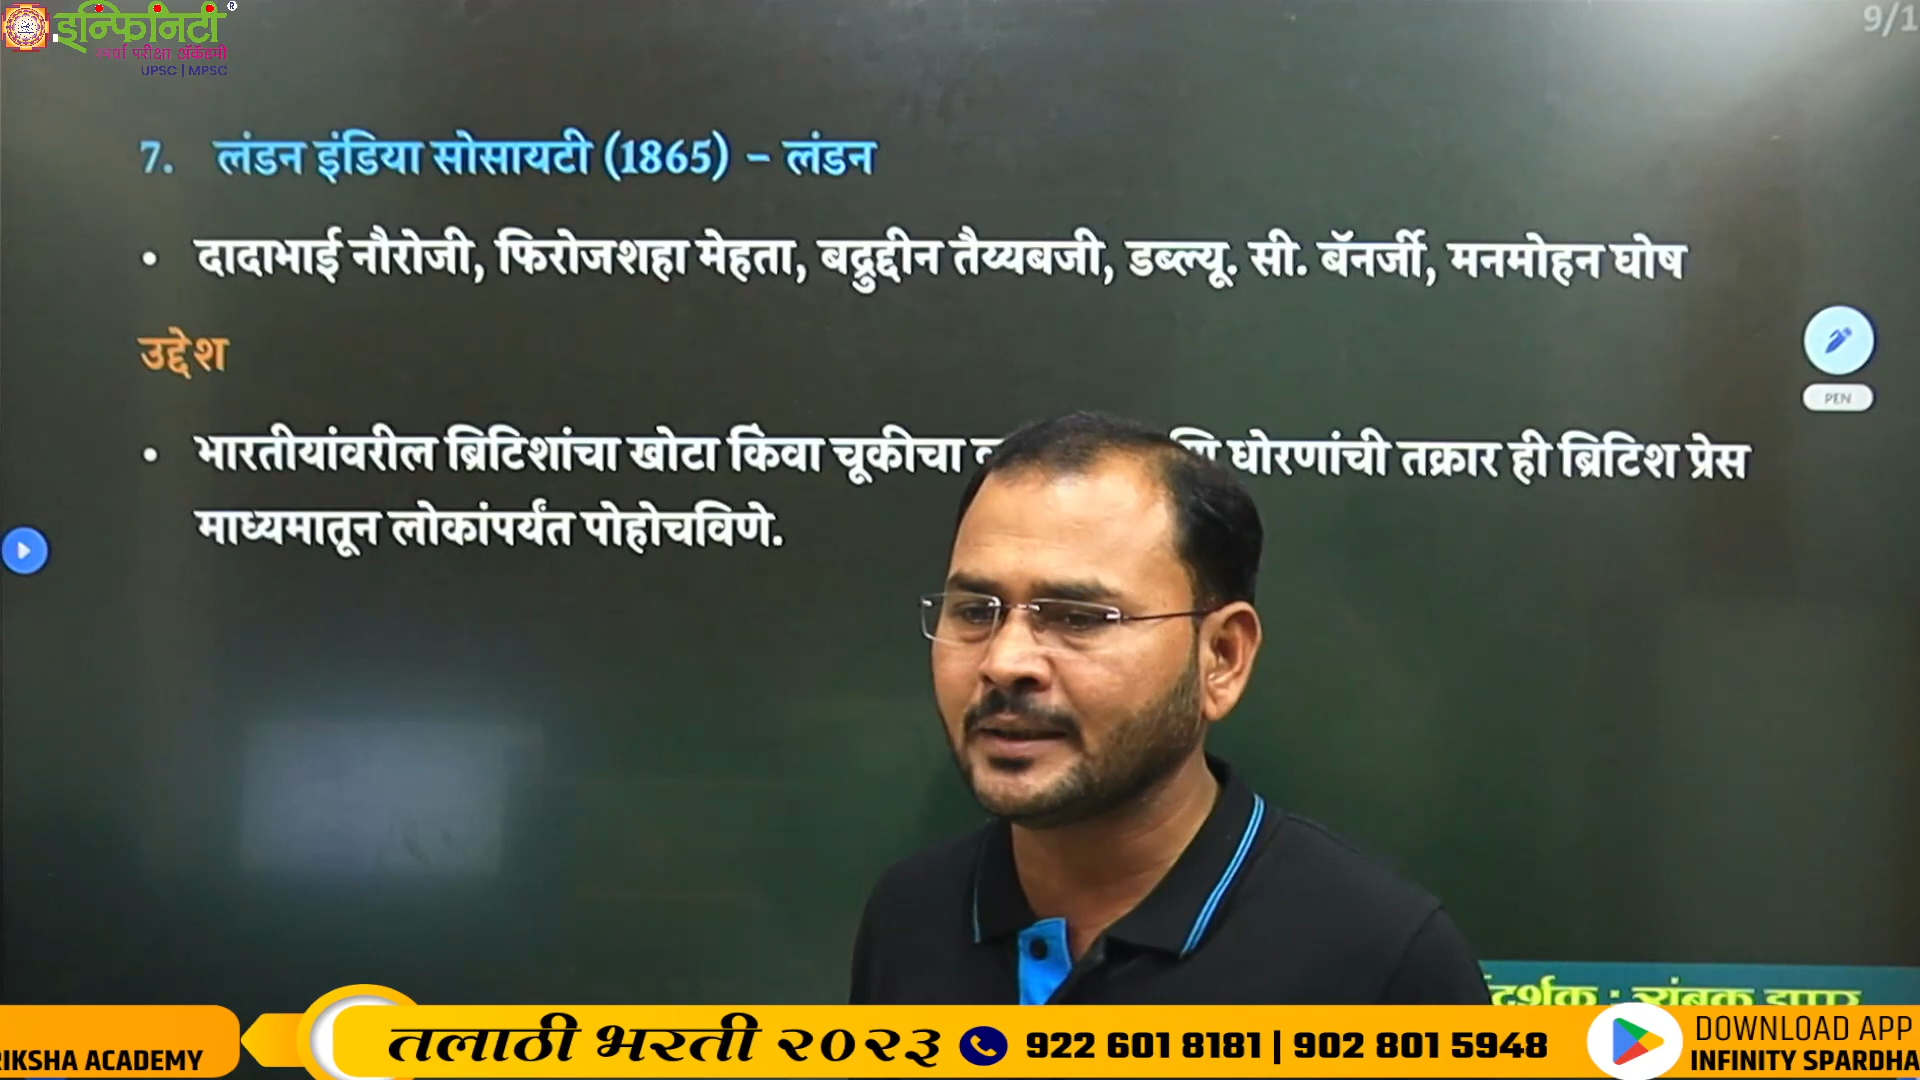 इन्फिनिटी ®
स्पर्धा परीक्षा ॲकॅडमी
UPSC | MPSC
9/1
7. लंडन इंडिया सोसायटी (1865) – लंडन
• दादाभाई नौरोजी, फिरोजशहा मेहता, बद्रुद्दीन तैय्यबजी, डब्ल्यू. सी. बॅनर्जी, मनमोहन घोष
उद्देश
PEN
• भारतीयांवरील ब्रिटिशांचा खोटा किंवा चूकीचा धोरणांची तक्रार ही ब्रिटिश प्रेस
माध्यमातून लोकांपर्यंत पोहोचविणे.
RIKSHA ACADEMY
तलाठी भरती २०२३ 922 601 8181 | 902 801 5948
DOWNLOAD APP
INFINITY SPARDHA